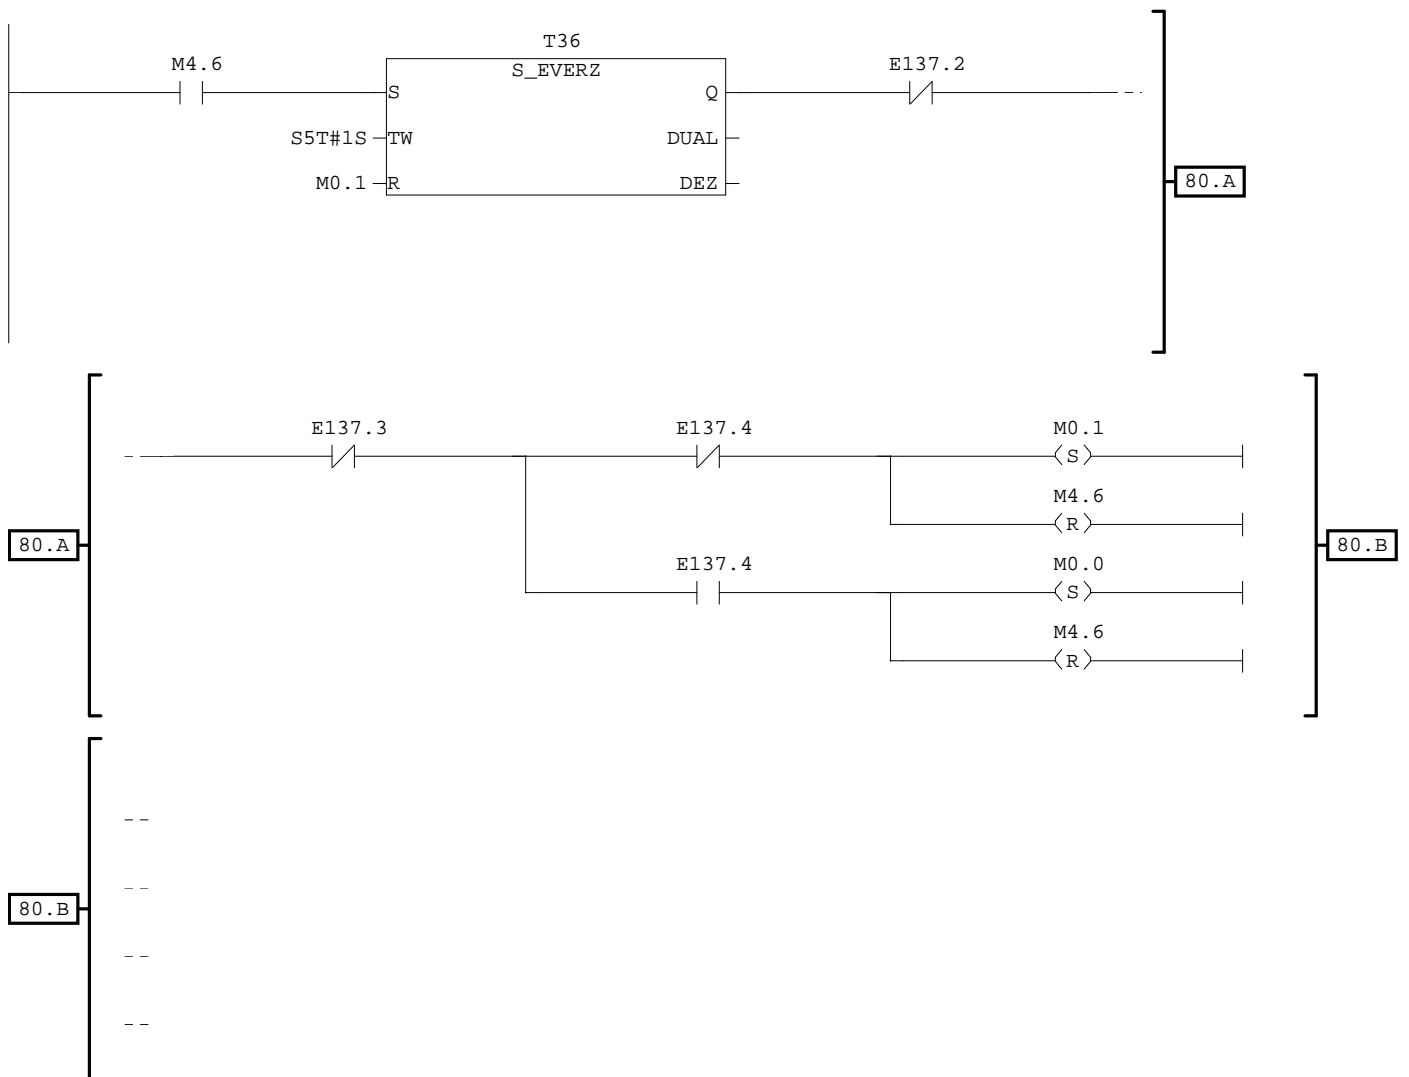 T36
M4.6
S_EVERZ
E137.2
S
Q
S5T#1S
TW
DUAL
M0.1
R
DEZ
80.A
E137.3
E137.4
M0.1
S
M4.6
R
80.A
E137.4
M0.0
80.B
S
M4.6
R
80.B